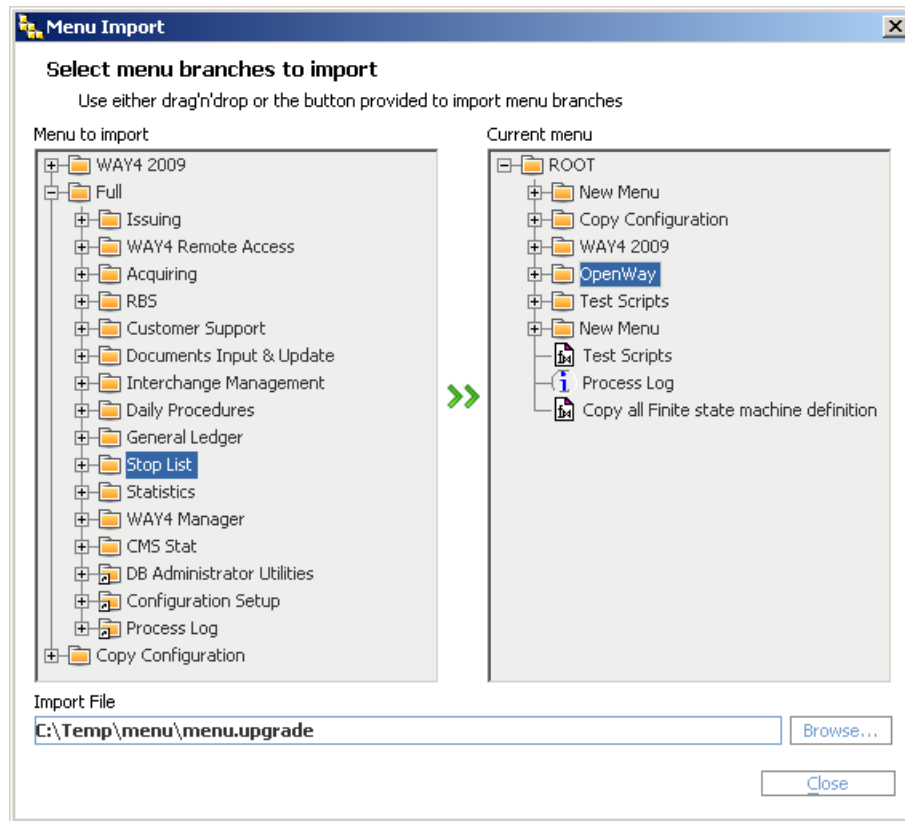 Menu Import
Select menu branches to import
Use either drag'n'drop or the button provided to import menu branches
Menu to import
WAY4 2009
Full
Issuing
WAY4 Remote Access
Acquiring
RBS
Customer Support
Documents Input & Update
Interchange Management
Daily Procedures
General Ledger
Stop List
Statistics
WAY4 Manager
CMS Stat
DB Administrator Utilities
Configuration Setup
Process Log
Copy Configuration
Current menu
ROOT
New Menu
Copy Configuration
WAY4 2009
OpenWay
Test Scripts
New Menu
Test Scripts
Process Log
Copy all Finite state machine definition
Import File
C:\Temp\menu\menu.upgrade
Browse...
Close